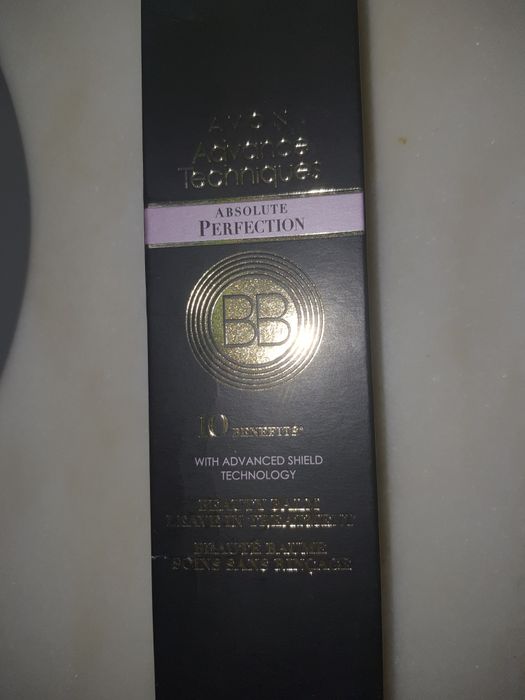 AVON
Advance
Techniques
ABSOLUTE
PERFECTION
BB
10 BENEFITS*
WITH ADVANCED SHIELD
TECHNOLOGY
BEAUTY BALM
LEAVE IN TREATMENT
BEAUTÉ BAUME
SOINS SANS RINÇAGE